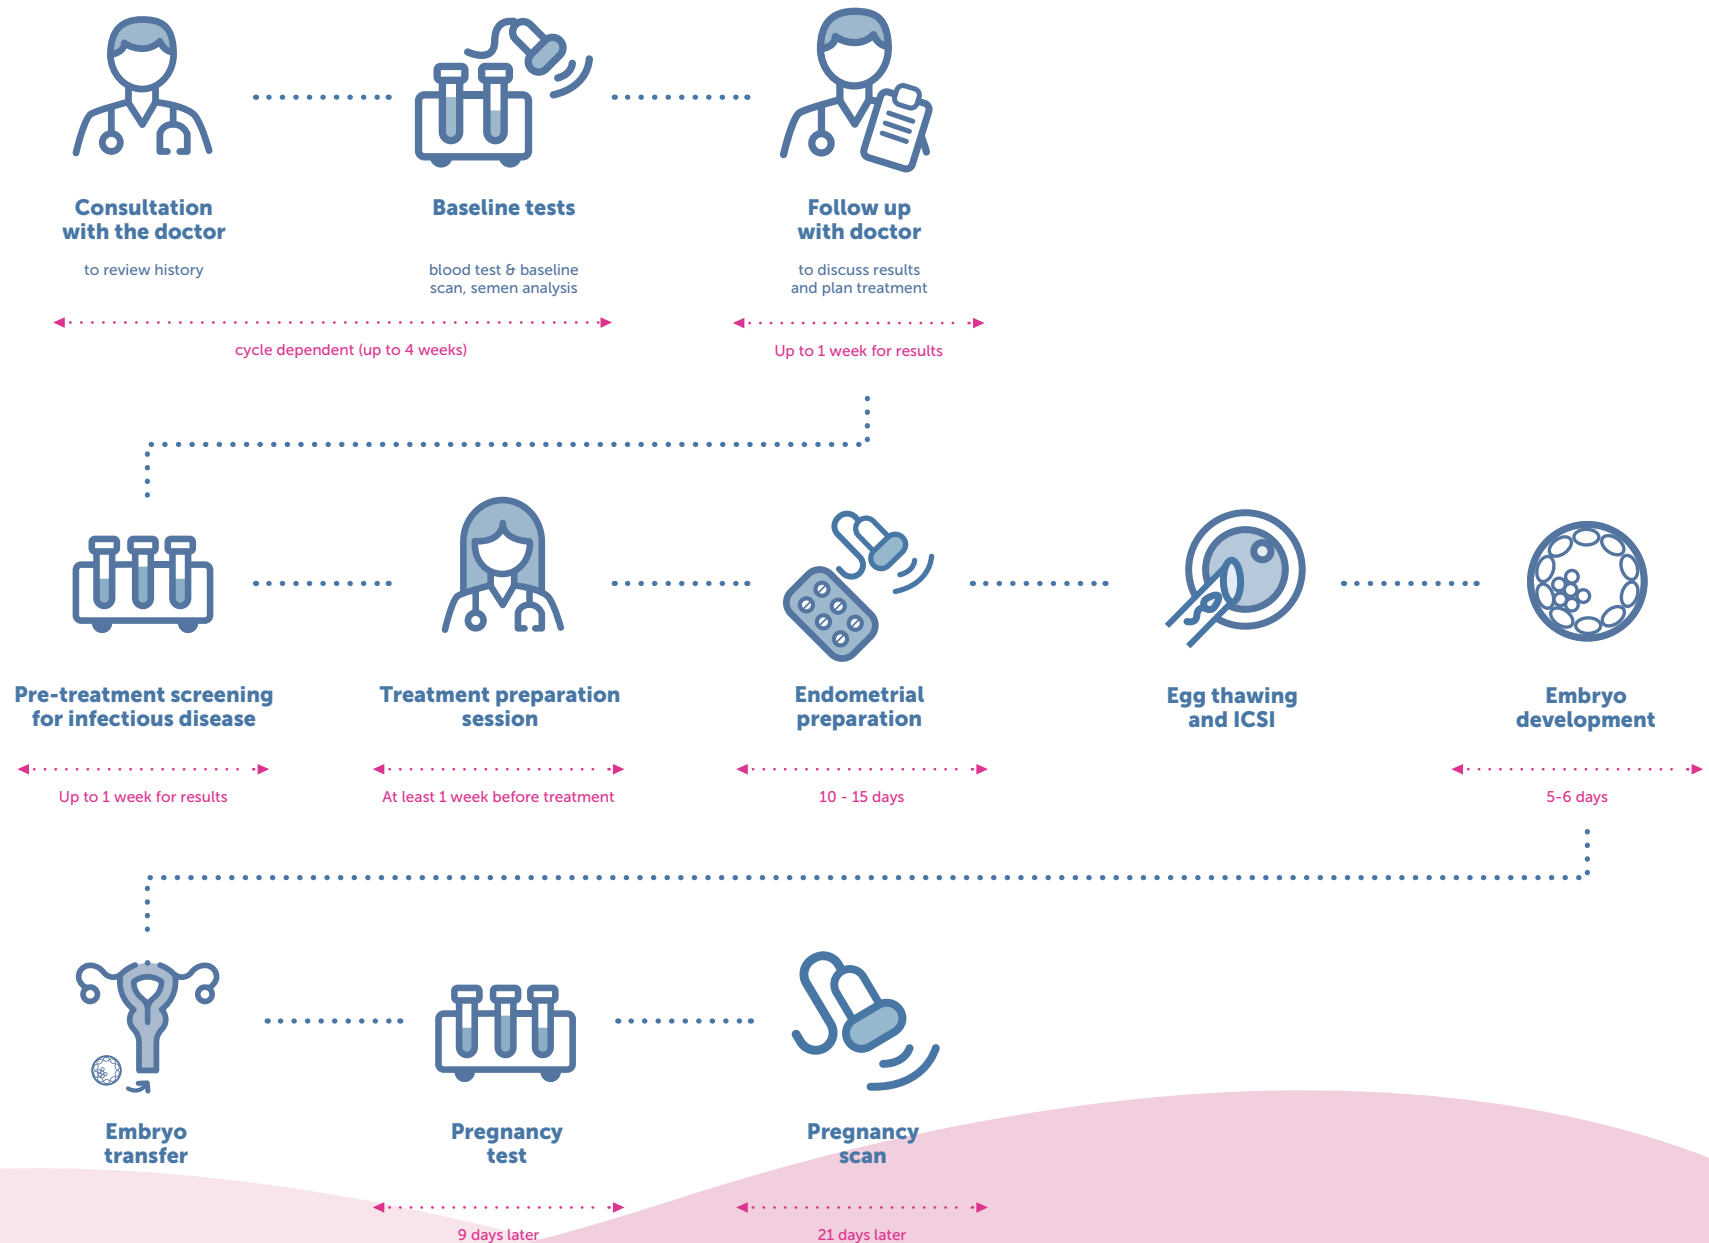 Consultation
with the doctor
to review history
Baseline tests
blood test & baseline
scan, semen analysis
Follow up
with doctor
to discuss results
and plan treatment
cycle dependent (up to 4 weeks)
Up to 1 week for results
Pre-treatment screening
for infectious disease
Up to 1 week for results
Treatment preparation
session
At least 1 week before treatment
Endometrial
preparation
10 - 15 days
Egg thawing
and ICSI
Embryo
development
5-6 days
Embryo
transfer
Pregnancy
test
9 days later
Pregnancy
scan
21 days later